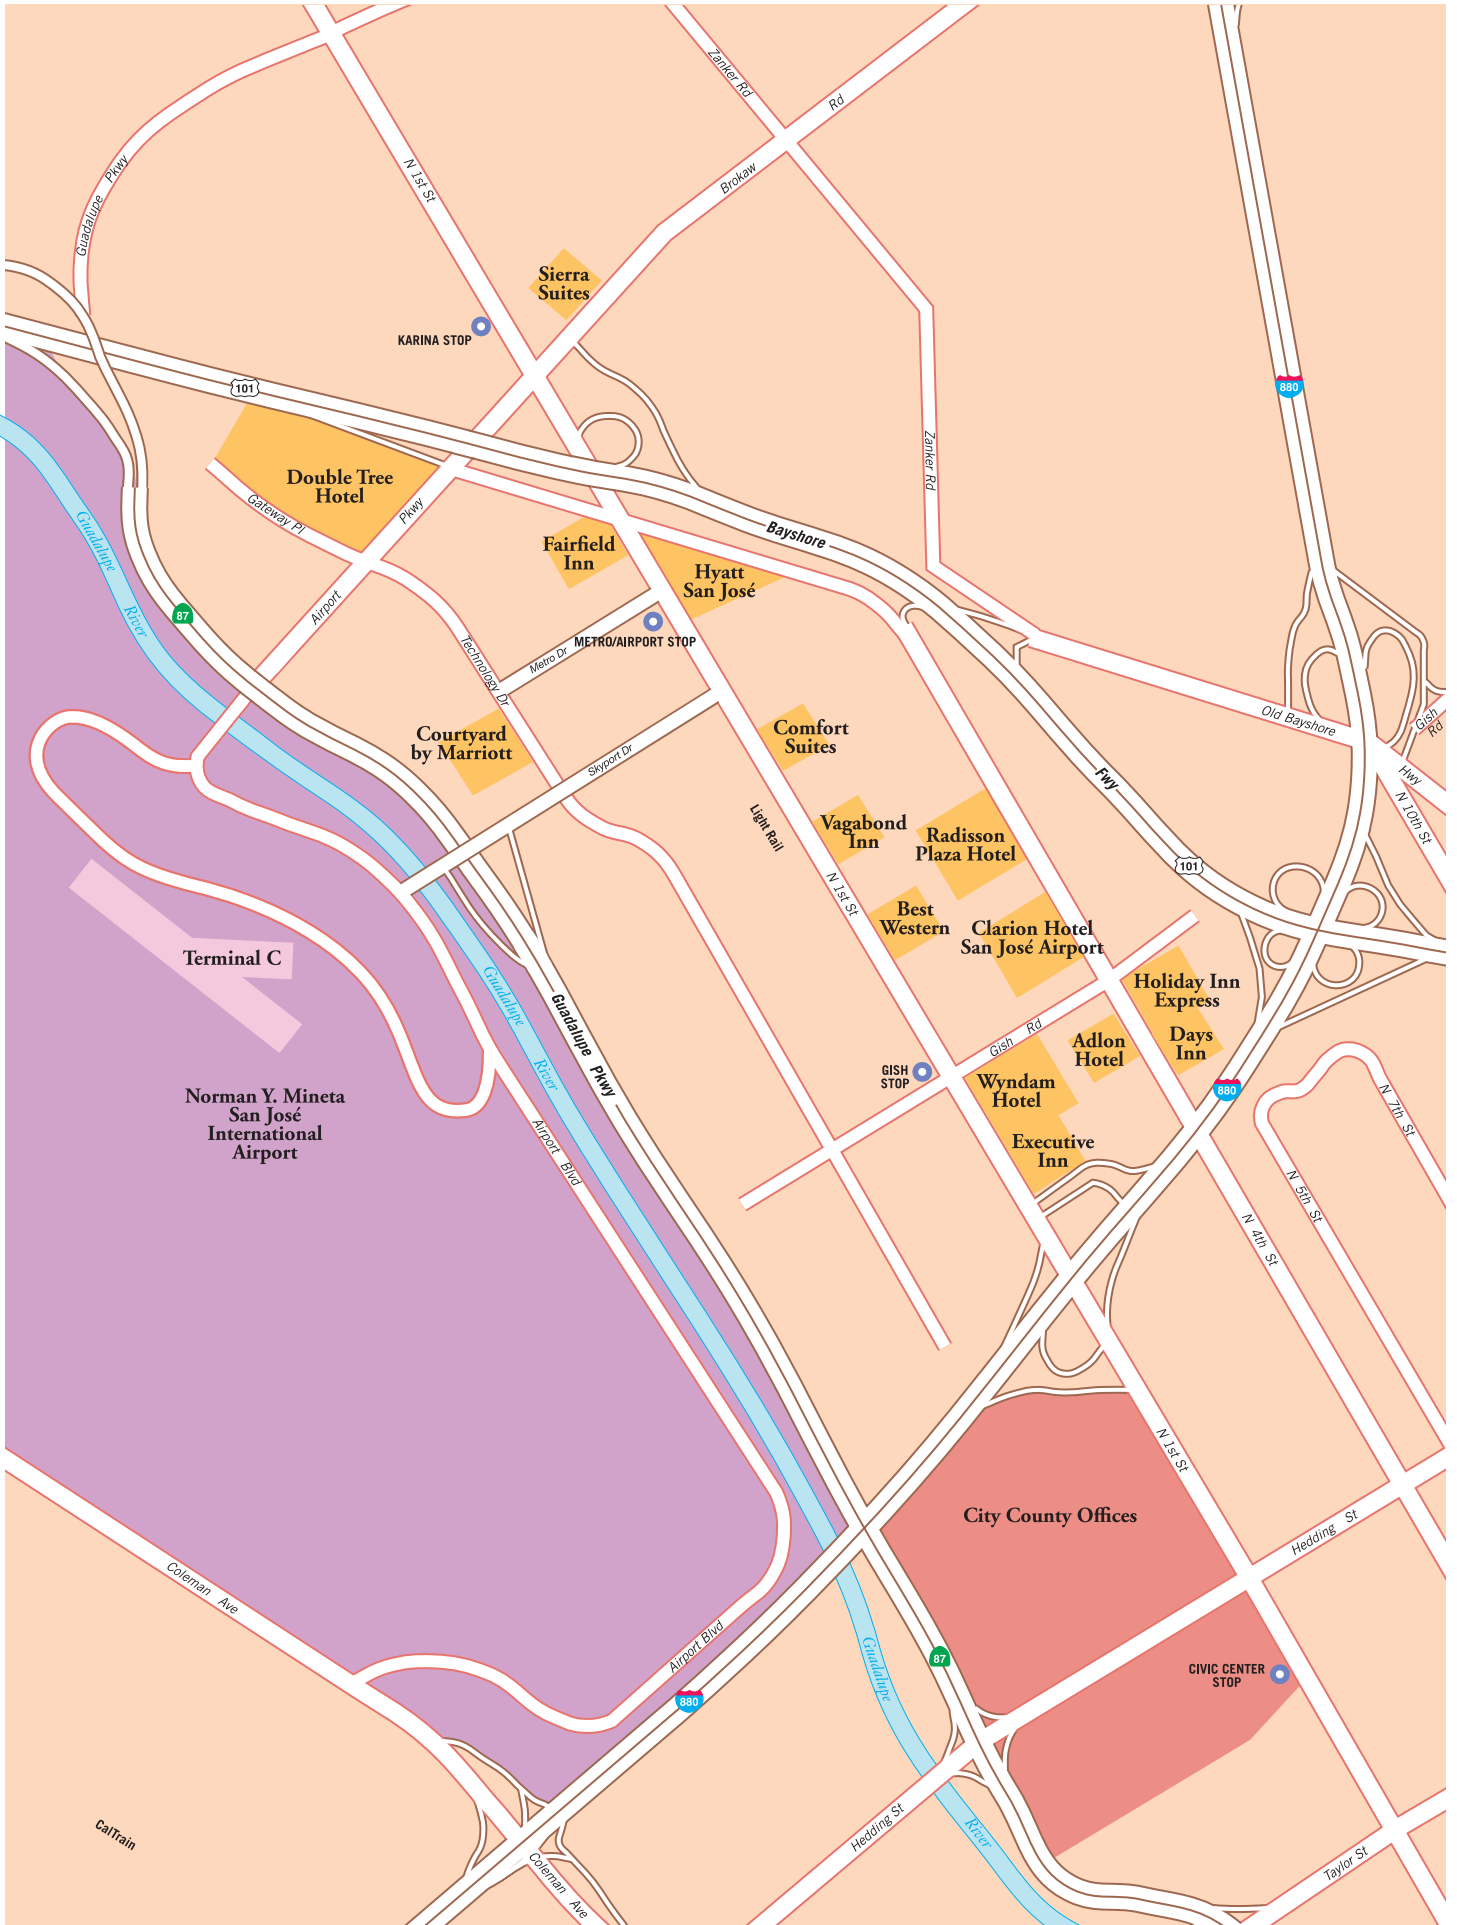 Zanker Rd
Rd
Guadalupe Pkwy
N 1st St
Brokaw
Sierra
Suites
KARINA STOP
101
880
Double Tree
Hotel
Zanker Rd
Gateway Pl
Pkwy
Guadalupe
River
Bayshore
Fairfield
Inn
Hyatt
San José
87
Airport
METRO/AIRPORT STOP
Metro Dr
Technology Dr
Old Bayshore
Hwy
Gish
Rd
Courtyard
by Marriott
Comfort
Suites
Skyport Dr
Fwy
N 10th St
Light Rail
Vagabond
Inn
Radisson
Plaza Hotel
101
N 1st St
Best
Western
Clarion Hotel
San José Airport
Terminal C
Guadalupe
River
Guadalupe Pkwy
Holiday Inn
Express
Gish Rd
Adlon
Hotel
Days
Inn
GISH
STOP
Wyndam
Hotel
880
N 7th St
Norman Y. Mineta
San José
International
Airport
Airport Blvd
Executive
Inn
N 5th St
N 4th St
N 1st St
City County Offices
Hedding St
Coleman Ave
Airport Blvd
Guadalupe
River
87
CIVIC CENTER
STOP
880
CalTrain
Hedding St
Coleman Ave
Taylor St